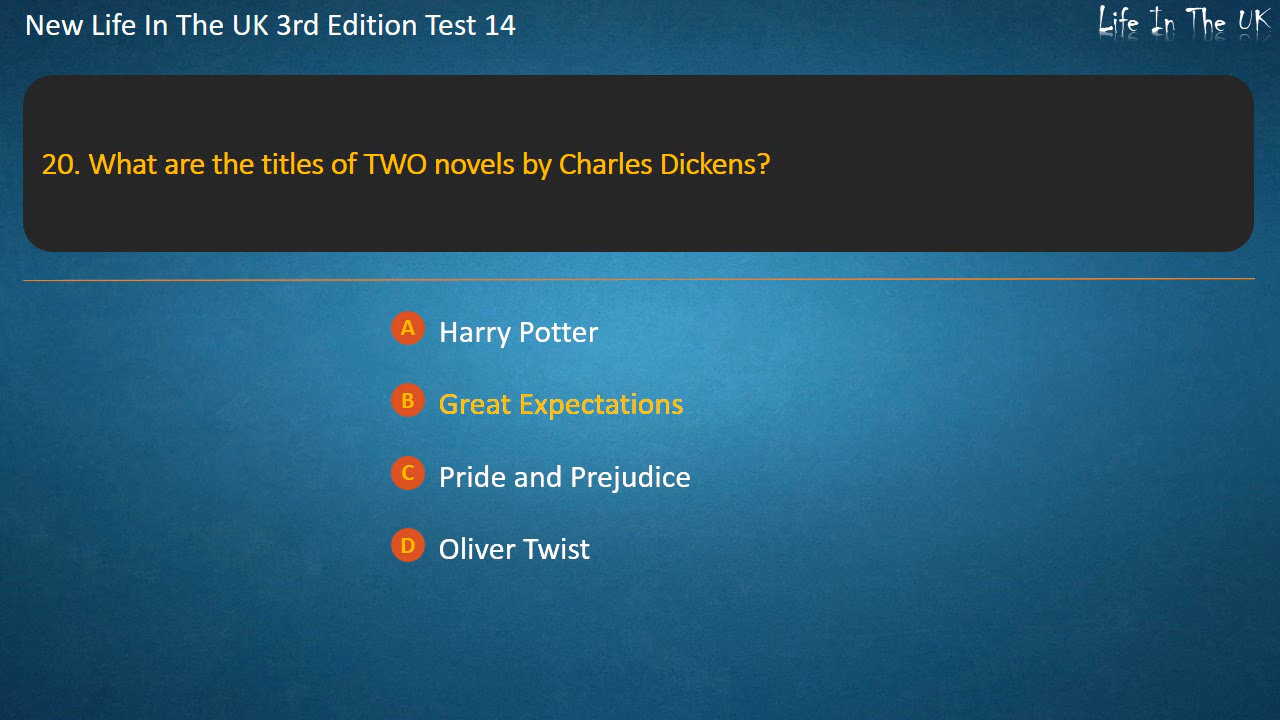 New Life In The UK 3rd Edition Test 14
Life In The UK
20. What are the titles of TWO novels by Charles Dickens?
A Harry Potter
B Great Expectations
C Pride and Prejudice
D Oliver Twist